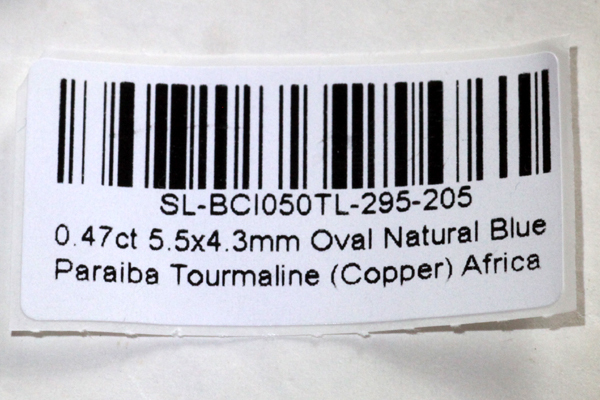 SL-BCI050TL-295-205
0.47ct 5.5x4.3mm Oval Natural Blue
Paraiba Tourmaline (Copper) Africa